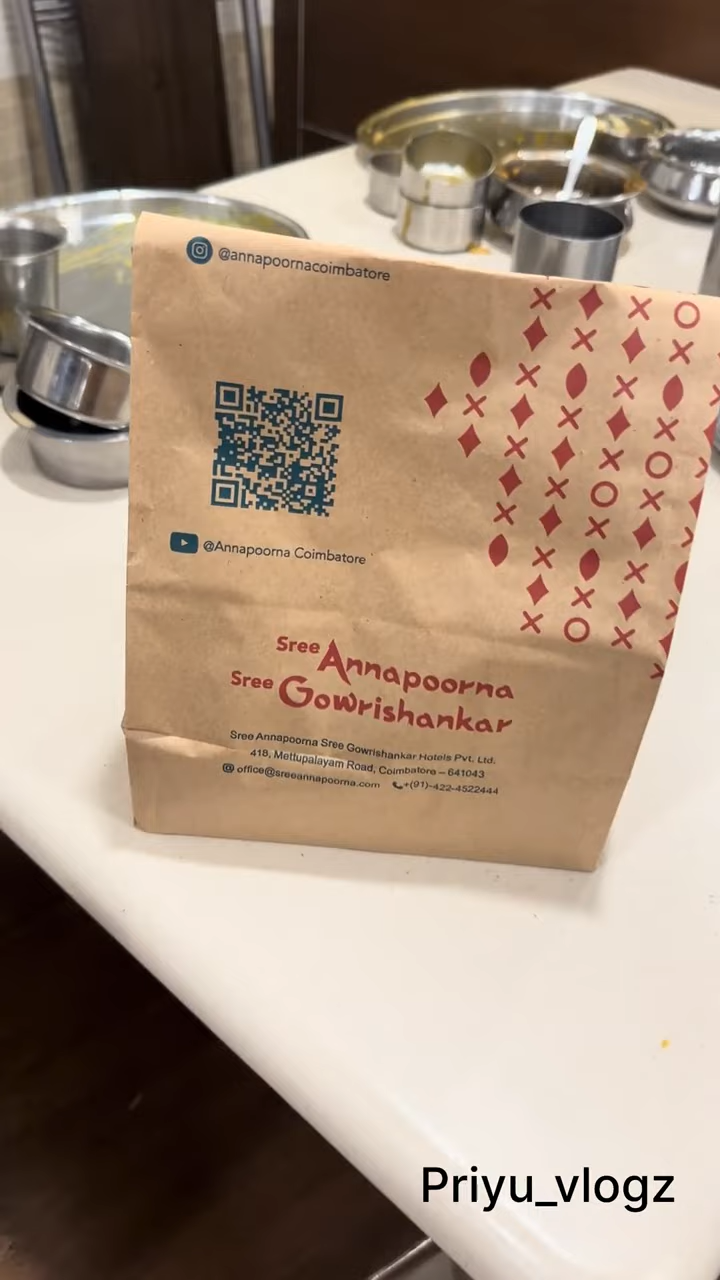 @annapoornacoimbatore
@Annapoorna Coimbatore
Sree Annapoorna
Sree Gowrishankar
Sree Annapoorna Sree Gowrishankar Hotels Pvt. Ltd.
418, Mettupalayam Road, Coimbatore – 641043
@ office@sreeannapoorna.com +(91)-422-4522444
Priyu_vlogz